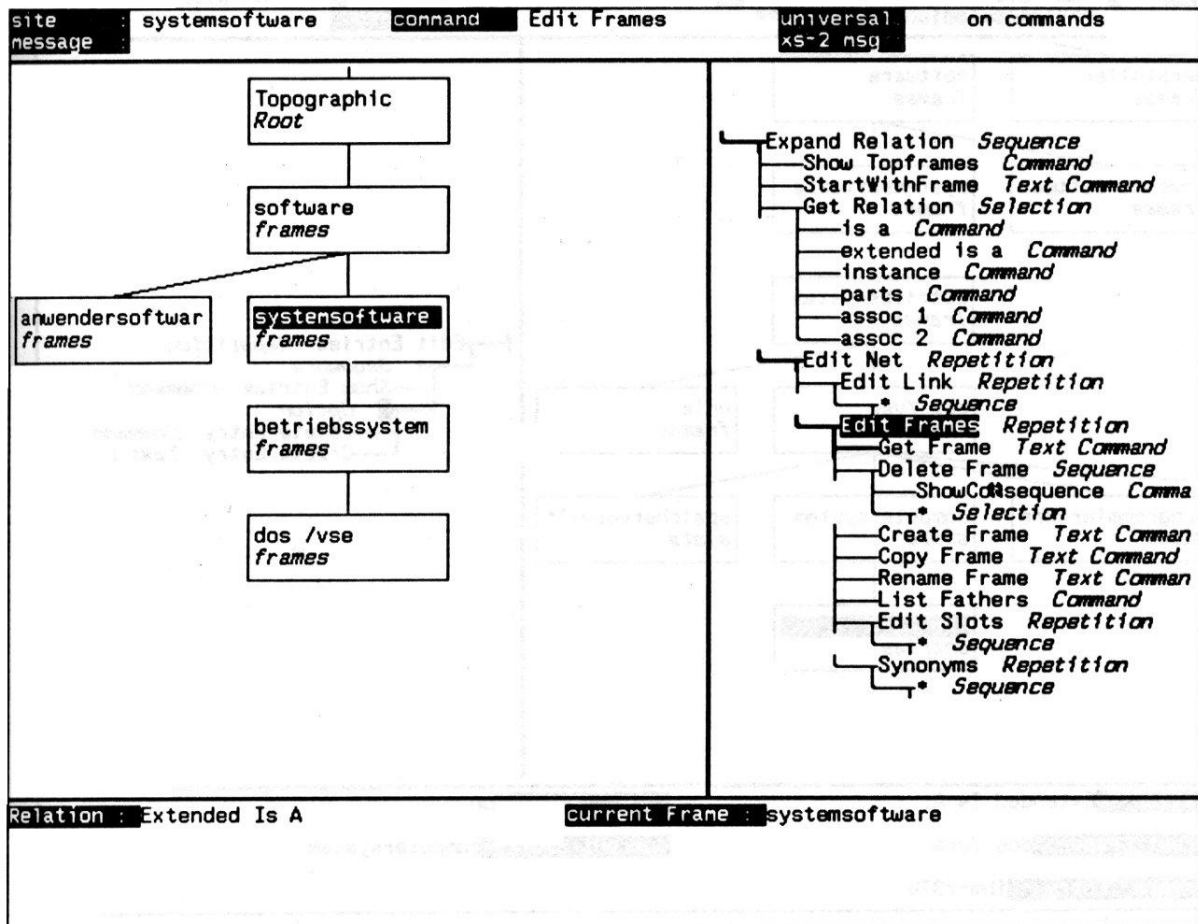 site : systemsoftware command Edit Frames universal on commands
message : xs-2 msg
Topographic
Root
software
frames
anwendersoftwar
frames
systemsoftware
frames
betriebssystem
frames
dos /vse
frames
Expand Relation Sequence
Show Topframes Command
StartWithFrame Text Command
Get Relation Selection
is a Command
extended is a Command
instance Command
parts Command
assoc 1 Command
assoc 2 Command
Edit Net Repetition
Edit Link Repetition
* Sequence
Edit Frames Repetition
Get Frame Text Command
Delete Frame Sequence
ShowConsequence Comma
* Selection
Create Frame Text Comman
Copy Frame Text Command
Rename Frame Text Comman
List Fathers Command
Edit Slots Repetition
* Sequence
Synonyms Repetition
* Sequence
Relation : Extended Is A current Frame : systemsoftware